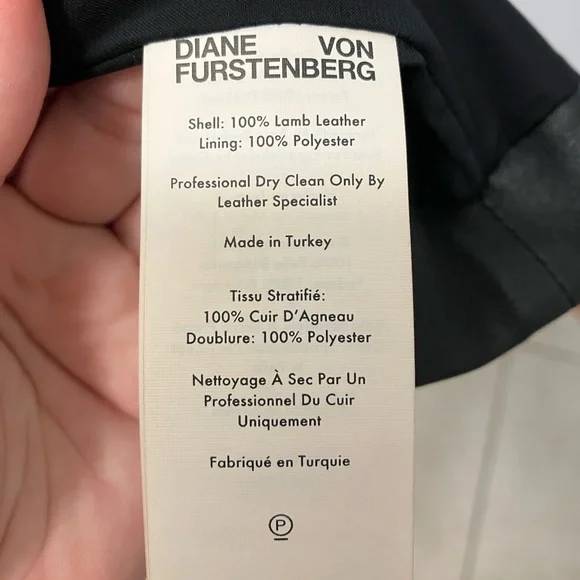 DIANE VON
FURSTENBERG
Shell: 100% Lamb Leather
Lining: 100% Polyester
Professional Dry Clean Only By
Leather Specialist
Made in Turkey
Tissu Stratifié:
100% Cuir D'Agneau
Doublure: 100% Polyester
Nettoyage À Sec Par Un
Professionnel Du Cuir
Uniquement
Fabriqué en Turquie
P